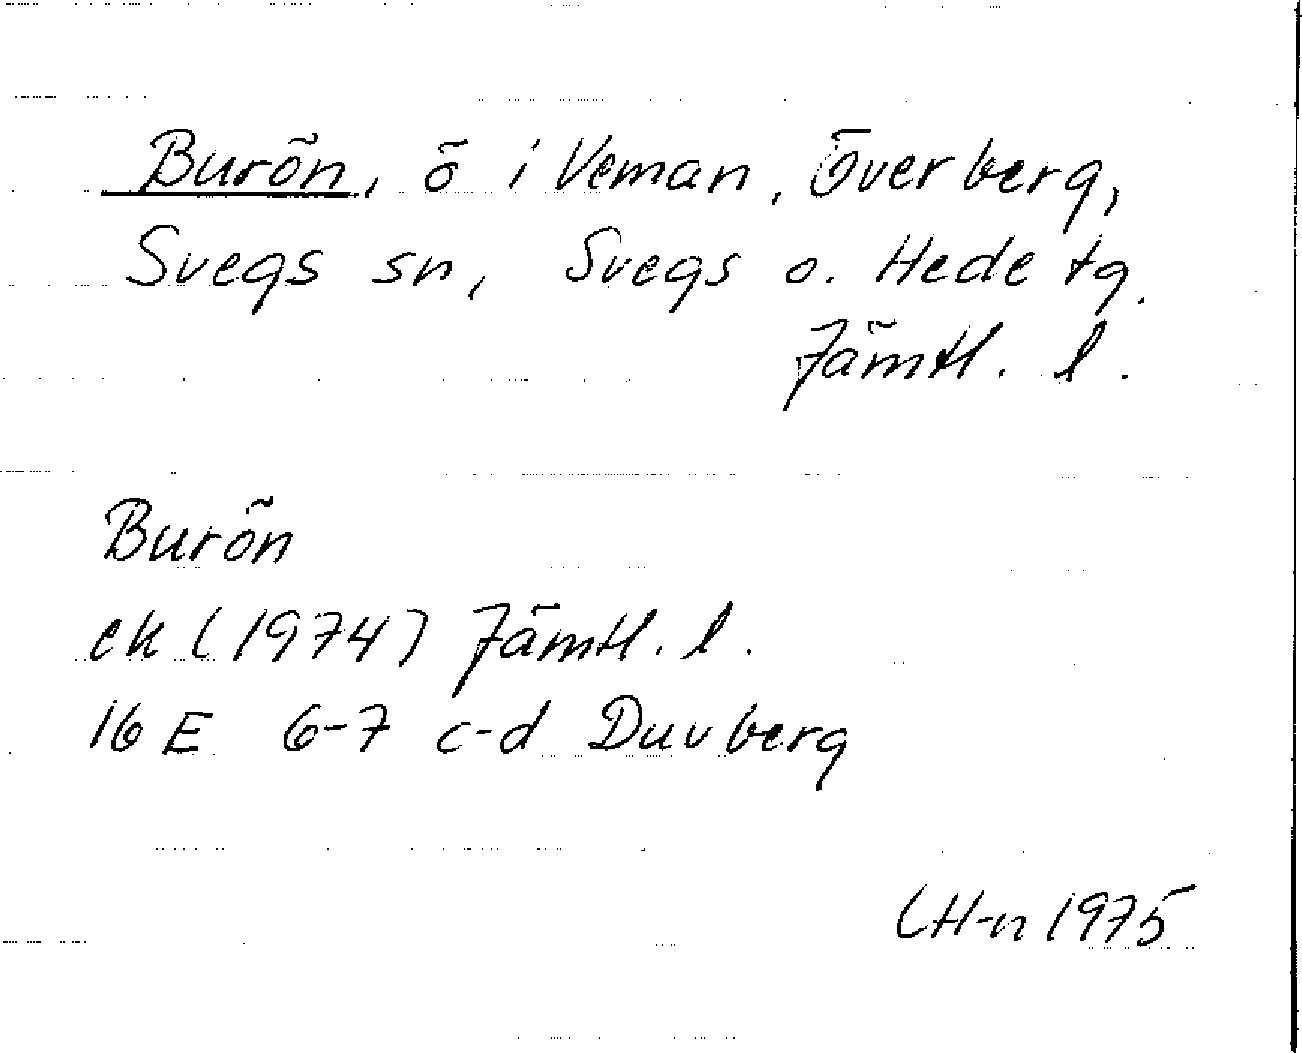 Burön, ö i Veman, Överberg,
Svegs sn, Svegs o. Hede tg.
Jämtl. l.
Burön
ek (1974) Jämtl. l.
16 E 6-7 c-d Duvberg
LH-n 1975